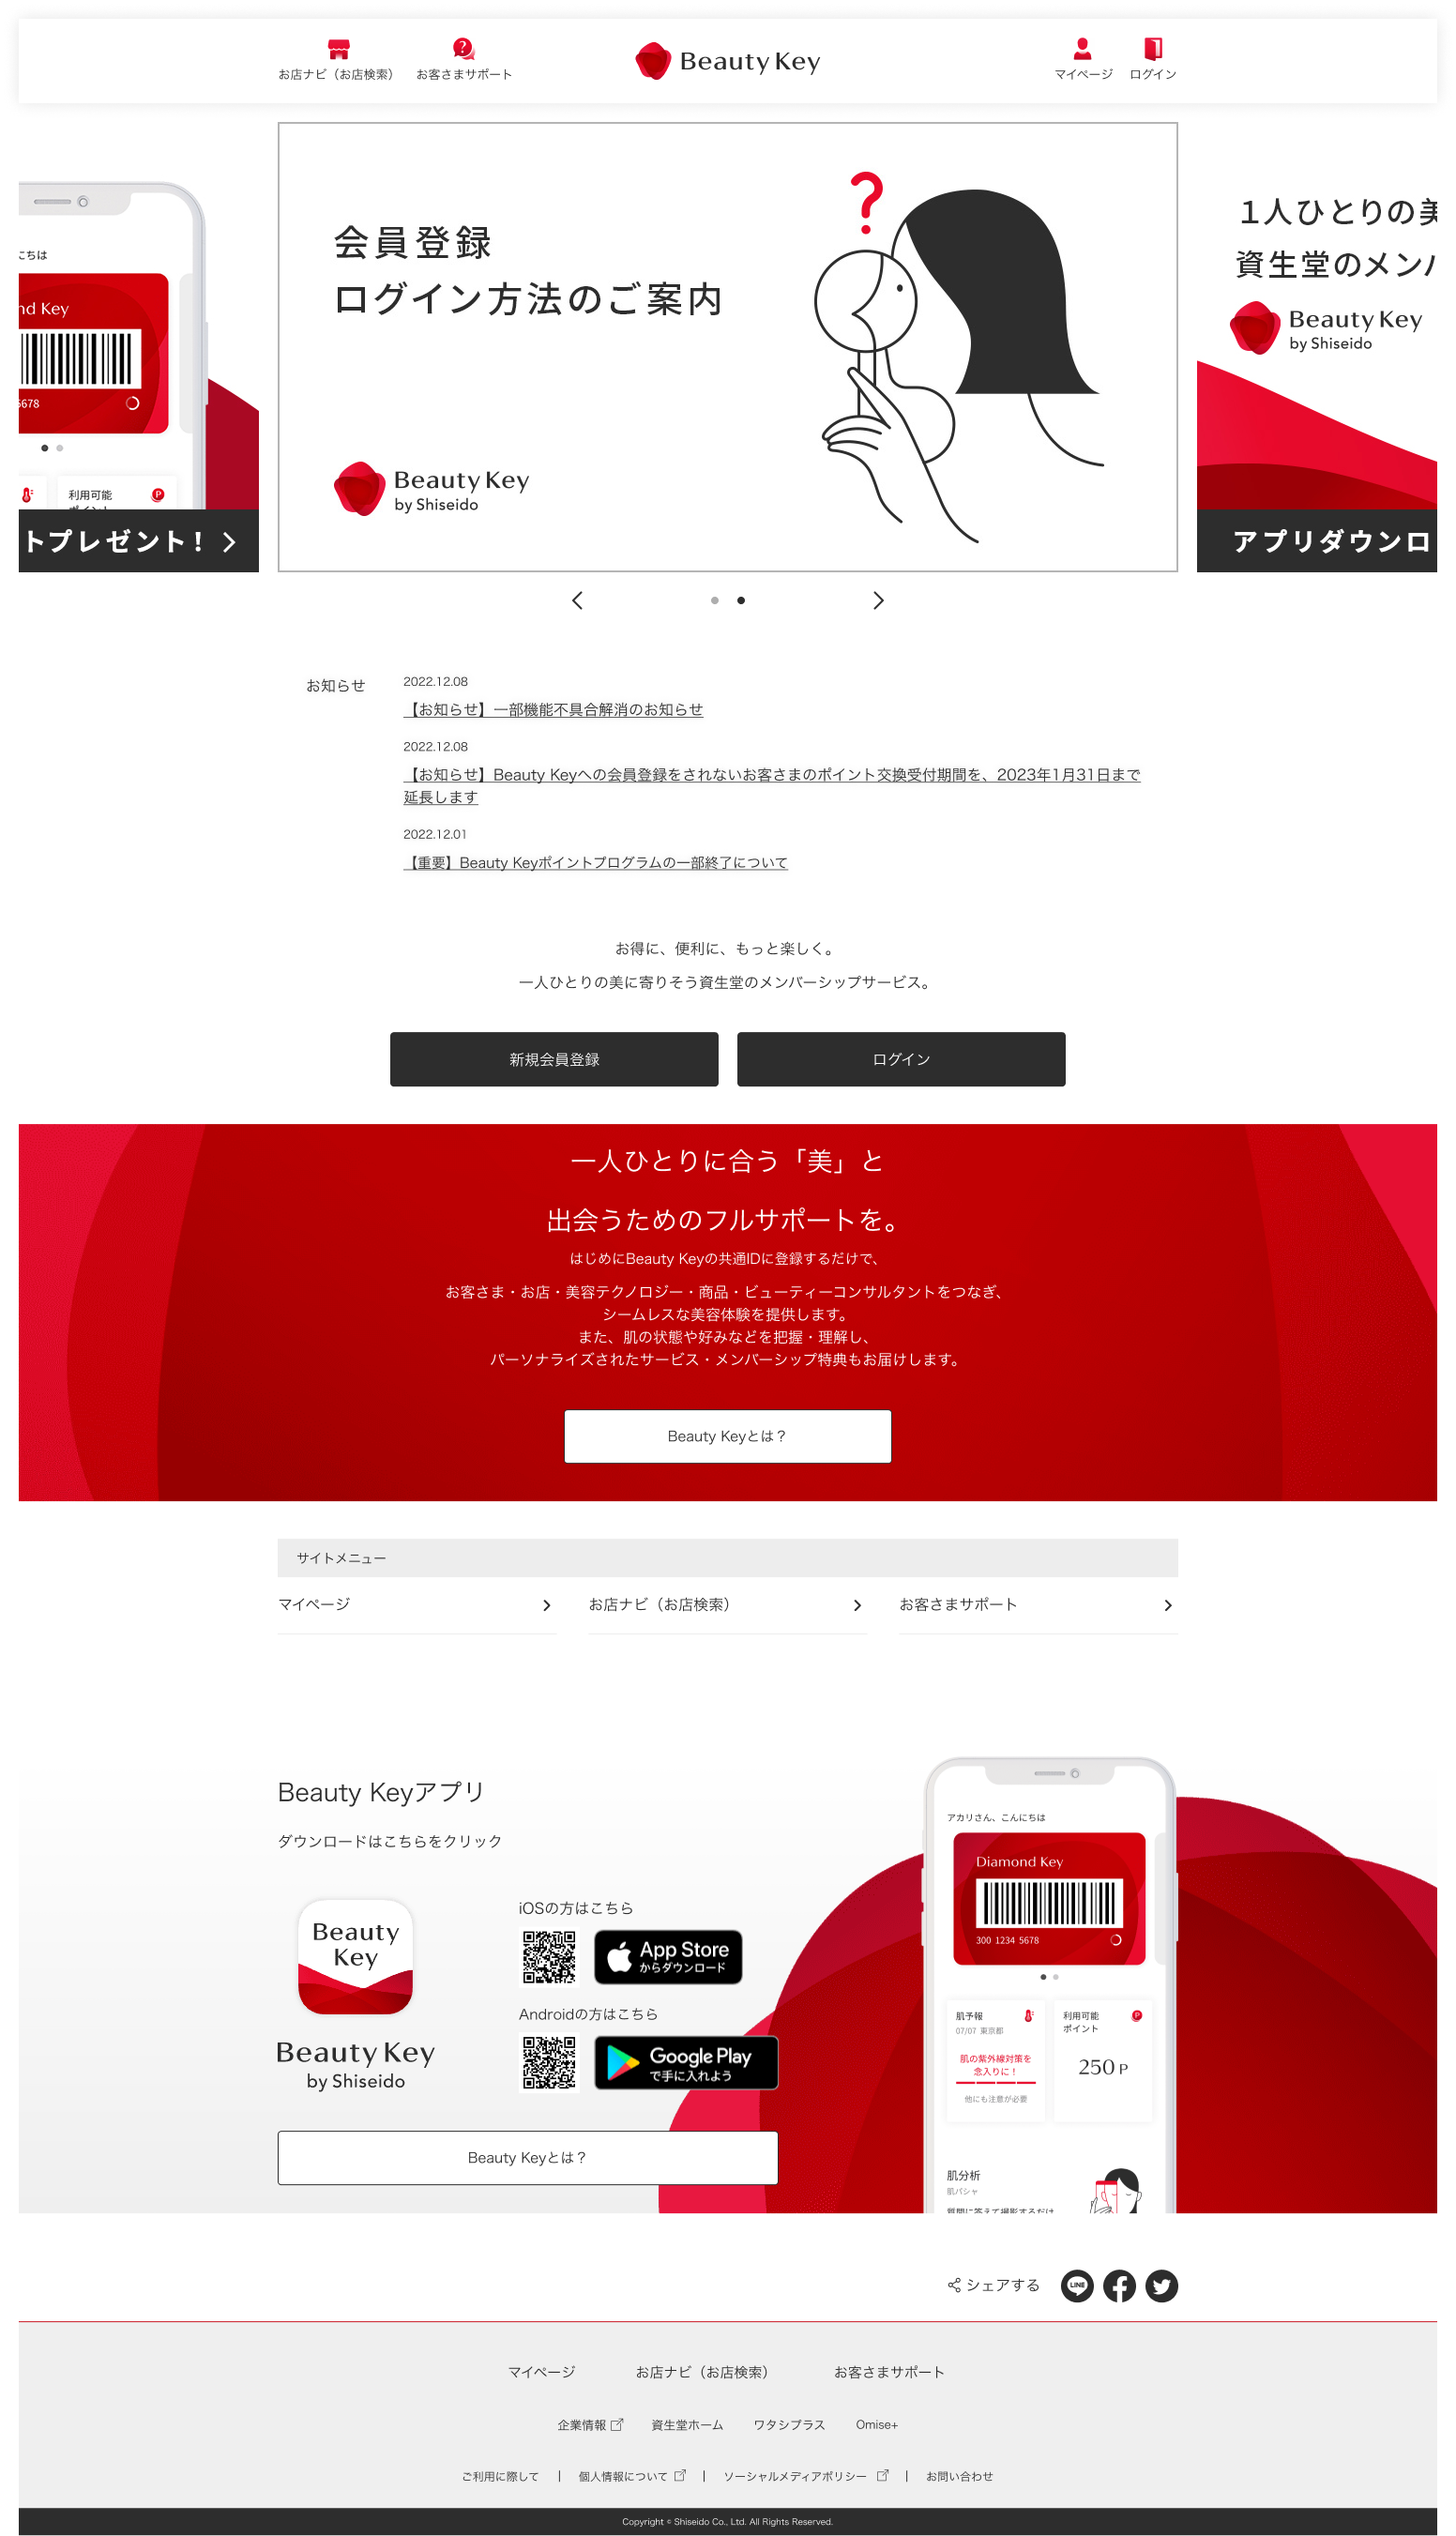 お店ナビ（お店検索）
お客さまサポート
Beauty Key
マイページ
ログイン
こちは
nd Key
5678
利用可能
トプレゼント！
会員登録
ログイン方法のご案内
Beauty Key
by Shiseido
1人ひとりの美
資生堂のメンバ
Beauty Key
by Shiseido
アプリダウンロ
お知らせ
2022.12.08
【お知らせ】一部機能不具合解消のお知らせ
2022.12.08
【お知らせ】Beauty Keyへの会員登録をされないお客さまのポイント交換受付期間を、2023年1月31日まで
延長します
2022.12.01
【重要】Beauty Keyポイントプログラムの一部終了について
お得に、便利に、もっと楽しく。
一人ひとりの美に寄りそう資生堂のメンバーシップサービス。
新規会員登録
ログイン
一人ひとりに合う「美」と
出会うためのフルサポートを。
はじめにBeauty Keyの共通IDに登録するだけで、
お客さま・お店・美容テクノロジー・商品・ビューティーコンサルタントをつなぎ、
シームレスな美容体験を提供します。
また、肌の状態や好みなどを把握・理解し、
パーソナライズされたサービス・メンバーシップ特典もお届けします。
Beauty Keyとは？
サイトメニュー
マイページ
お店ナビ（お店検索）
お客さまサポート
Beauty Keyアプリ
ダウンロードはこちらをクリック
Beauty
Key
Beauty Key
by Shiseido
iOSの方はこちら
App Store
からダウンロード
Androidの方はこちら
Google Play
で手に入れよう
Beauty Keyとは？
アカリさん、こんにちは
Diamond Key
300 1234 5678
肌予報
07/07 東京都
肌の紫外線対策を
念入りに！
他にも注意が必要
利用可能
ポイント
250 P
肌分析
肌パシャ
質問に答えて撮影するだけ
シェアする
LINE
マイページ
お店ナビ（お店検索）
お客さまサポート
企業情報
資生堂ホーム
ワタシプラス
Omise+
ご利用に際して
個人情報について
ソーシャルメディアポリシー
お問い合わせ
Copyright © Shiseido Co., Ltd. All Rights Reserved.